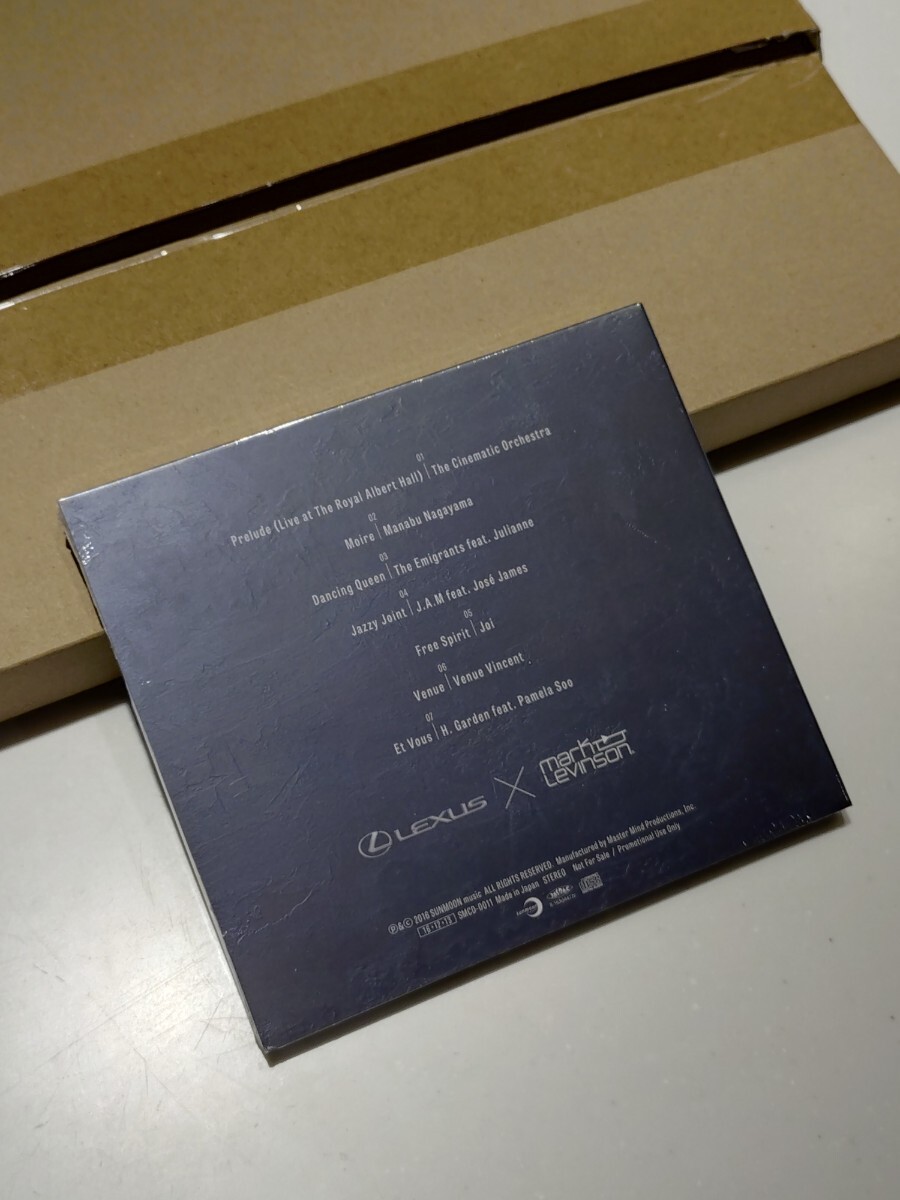 01
Prelude (Live at The Royal Albert Hall) | The Cinematic Orchestra
02
Moire | Manabu Nagayama
03
Dancing Queen | The Emigrants feat. Julianne
04
Jazzy Joint | J.A.M feat. José James
05
Free Spirit | Joi
06
Venue | Venue Vincent
07
Et Vous | H. Garden feat. Pamela Soo
LEXUS × mark Levinson
℗&© 2016 SUNMOON music ALL RIGHTS RESERVED. Manufactured by Master Mind Productions, Inc.
SMCD-0011 Made in Japan STEREO Not For Sale / Promotional Use Only